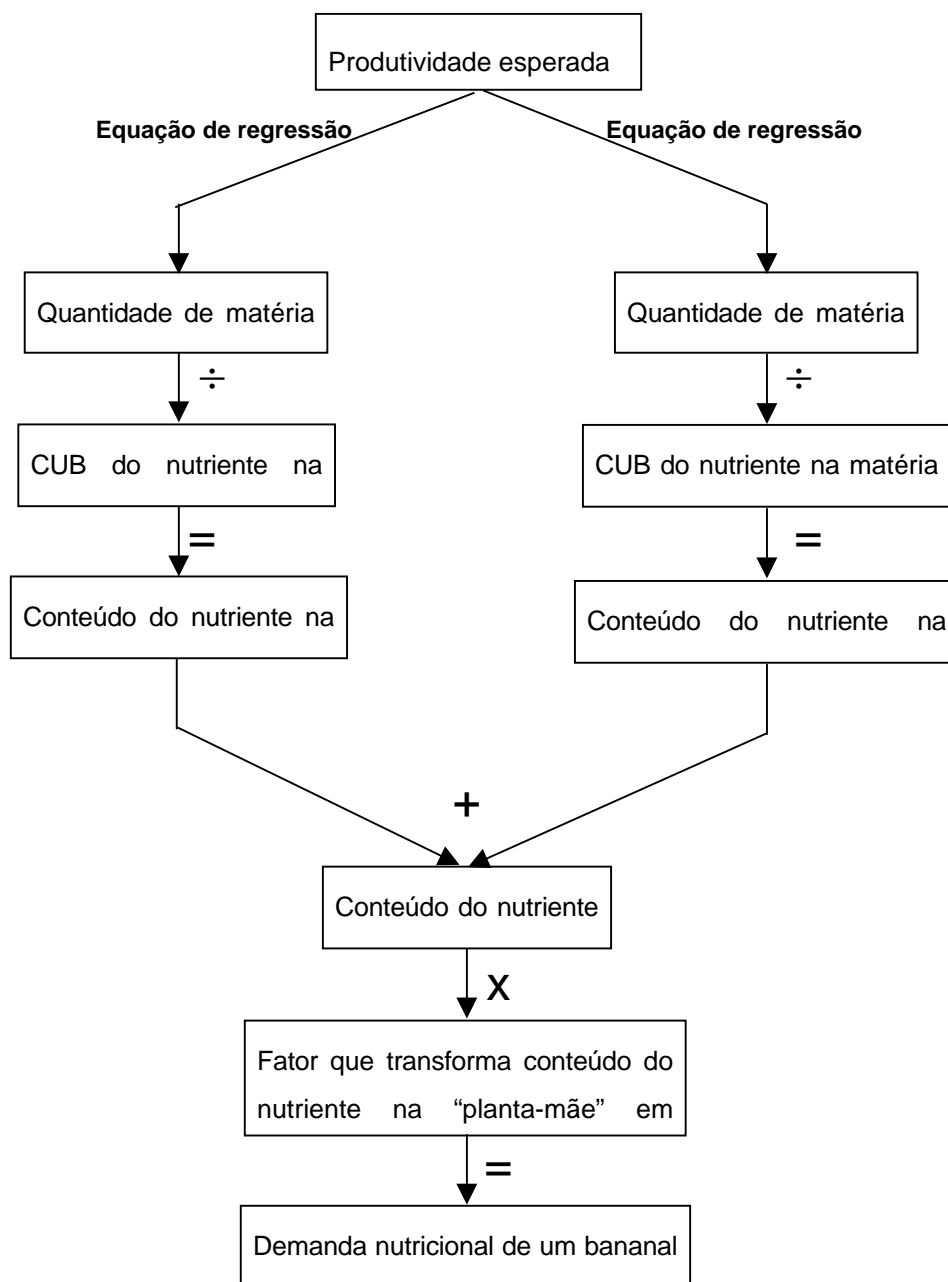 Produtividade esperada
Equação de regressão
Equação de regressão
Quantidade de matéria
Quantidade de matéria
÷
÷
CUB do nutriente na
CUB do nutriente na matéria
=
=
Conteúdo do nutriente na
Conteúdo do nutriente na
+
Conteúdo do nutriente
X
Fator que transforma conteúdo do
nutriente na “planta-mãe” em
=
Demanda nutricional de um bananal